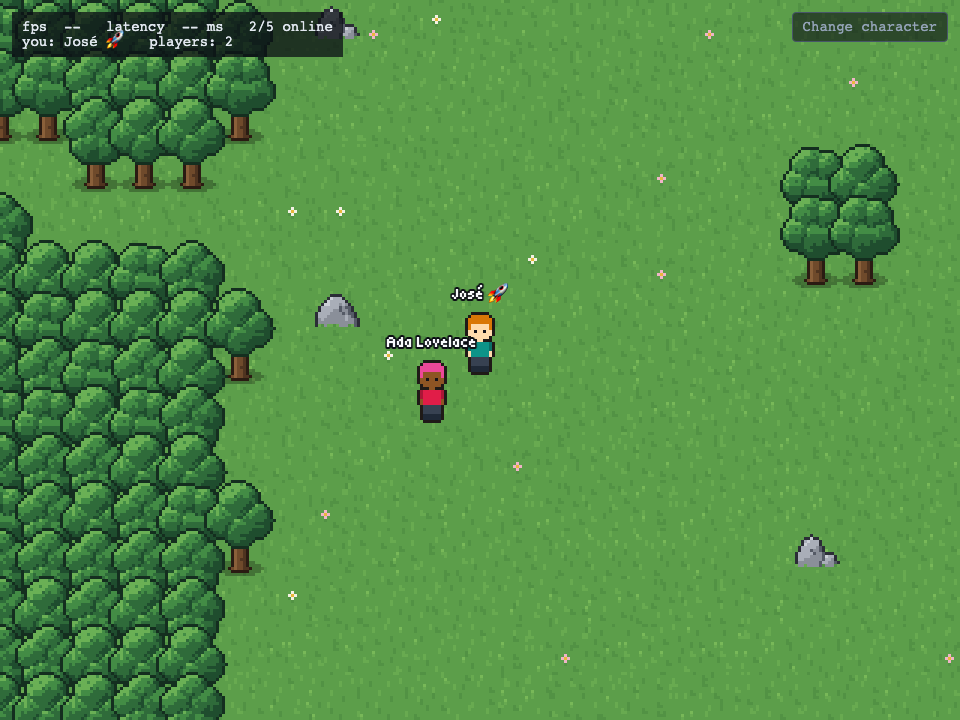 fps -- latency -- ms 2/5 online
you: José 🚀 players: 2
Change character
José 🚀
Ada Lovelace